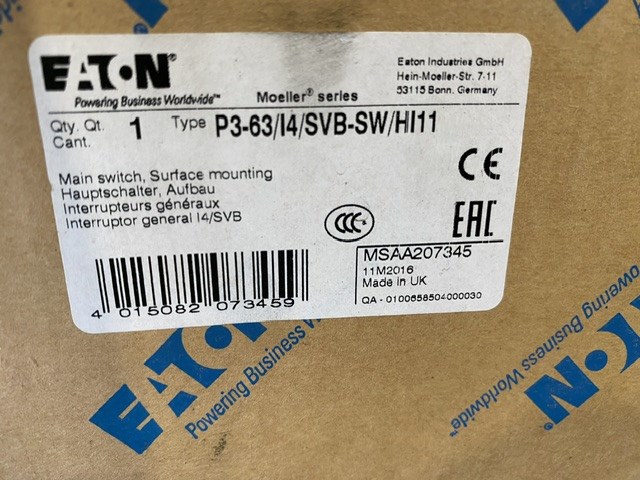 EATON
Powering Business Worldwide™
Moeller® series
Eaton Industries GmbH
Hein-Moeller-Str. 7-11
53115 Bonn. Germany
Qty. Qt. 1 Type P3-63/I4/SVB-SW/HI11
Cant.
Main switch, Surface mounting
Hauptschalter, Aufbau
Interrupteurs généraux
Interruptor general I4/SVB
CE
CCC
EAC
MSAA207345
11M2016
Made in UK
QA - 0100658504000030
4 015082 073459
EATON
Powering Business W
EATON
Powering Business Worldwide™